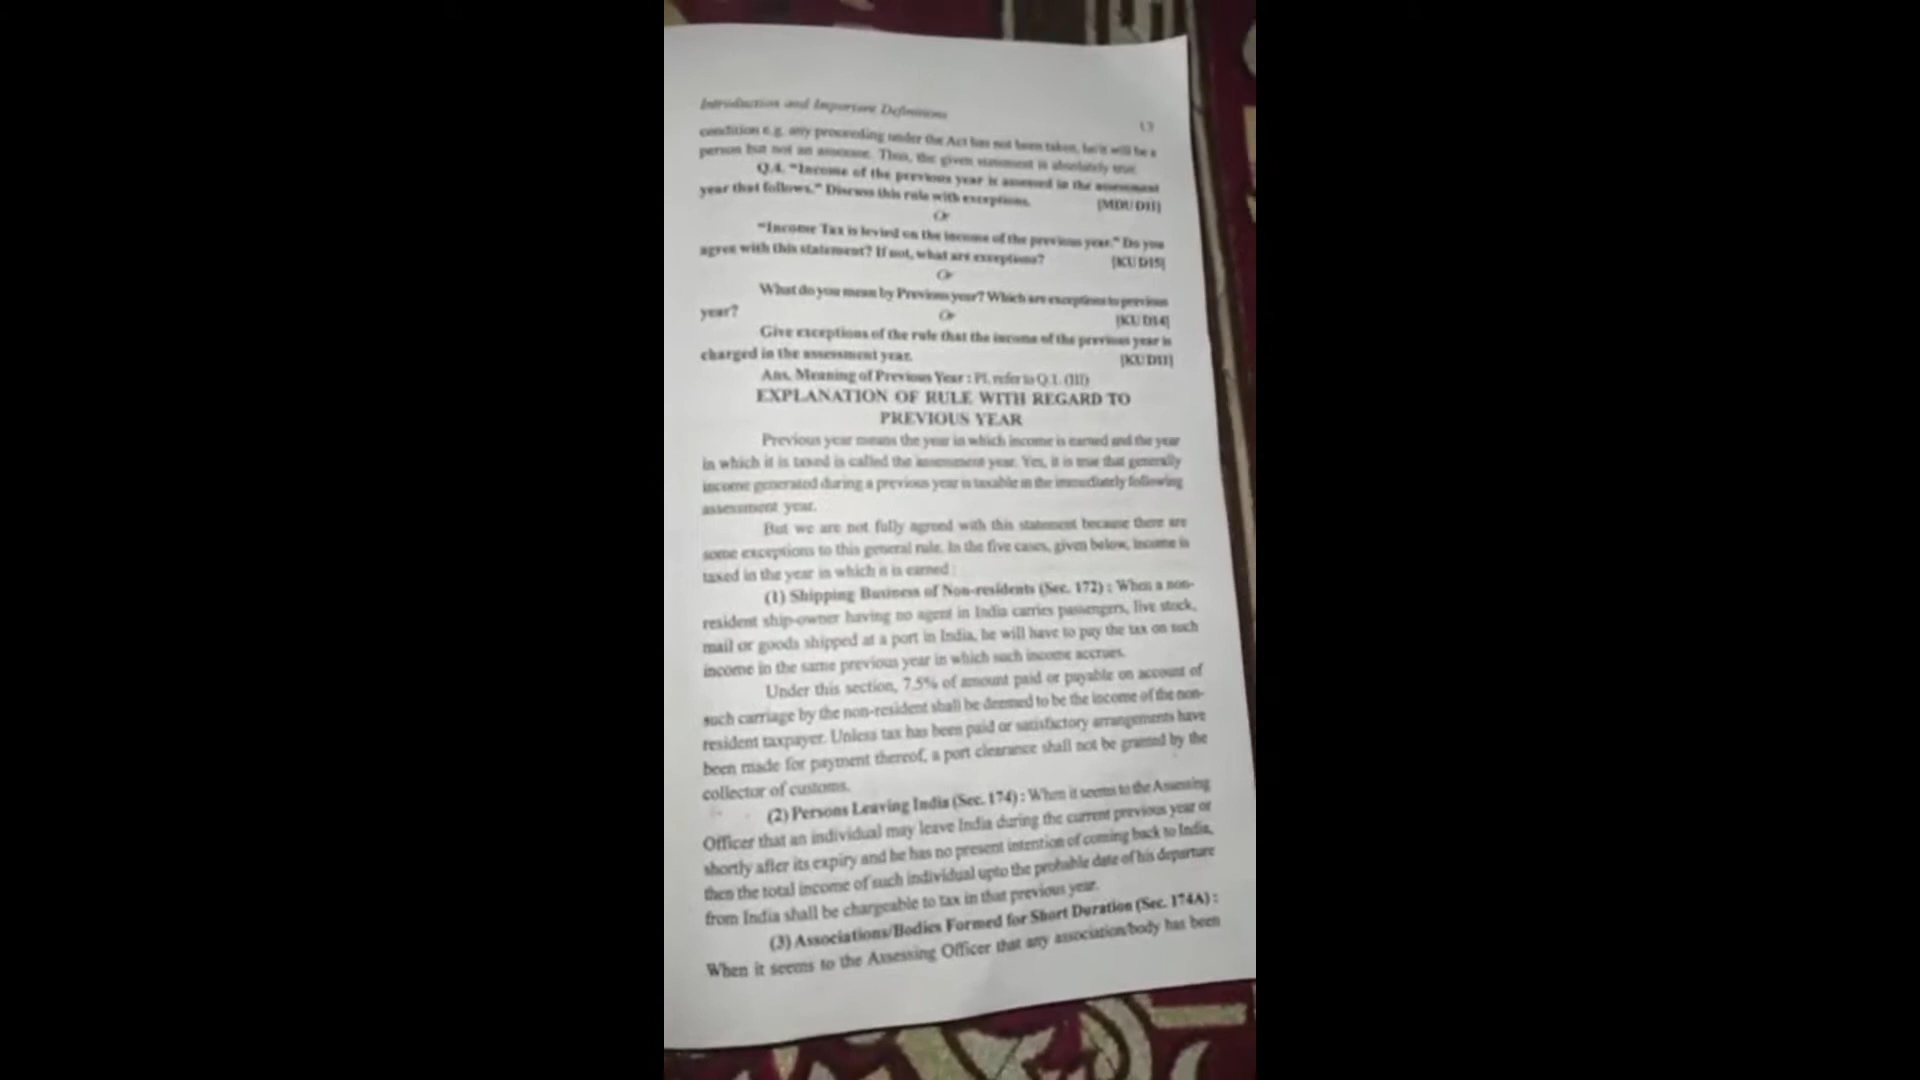 Introduction and Important Definitions
13
condition e.g. any proceeding under the Act has not been taken, he/it will be a
person but not an assessee. Thus, the given statement is absolutely true.
Q.4. "Income of the previous year is assessed in the assessment
year that follows." Discuss this rule with exceptions. [MDU D11]
Or
"Income Tax is levied on the income of the previous year." Do you
agree with this statement? If not, what are exceptions? [KU D15]
Or
What do you mean by Previous year? Which are exceptions to previous
year? [KU D14]
Or
Give exceptions of the rule that the income of the previous year is
charged in the assessment year. [KU D13]
Ans. Meaning of Previous Year : Pl. refer to Q.1. (III)
EXPLANATION OF RULE WITH REGARD TO
PREVIOUS YEAR
Previous year means the year in which income is earned and the year
in which it is taxed is called the assessment year. Yes, it is true that generally
income generated during a previous year is taxable in the immediately following
assessment year.
But we are not fully agreed with this statement because there are
some exceptions to this general rule. In the five cases, given below, income is
taxed in the year in which it is earned :
(1) Shipping Business of Non-residents (Sec. 172) : When a non-
resident ship-owner having no agent in India carries passengers, live stock,
mail or goods shipped at a port in India, he will have to pay the tax on such
income in the same previous year in which such income accrues.
Under this section, 7.5% of amount paid or payable on account of
such carriage by the non-resident shall be deemed to be the income of the non-
resident taxpayer. Unless tax has been paid or satisfactory arrangements have
been made for payment thereof, a port clearance shall not be granted by the
collector of customs.
(2) Persons Leaving India (Sec. 174) : When it seems to the Assessing
Officer that an individual may leave India during the current previous year or
shortly after its expiry and he has no present intention of coming back to India,
then the total income of such individual upto the probable date of his departure
from India shall be chargeable to tax in that previous year.
(3) Associations/Bodies Formed for Short Duration (Sec. 174A) :
When it seems to the Assessing Officer that any association/body has been